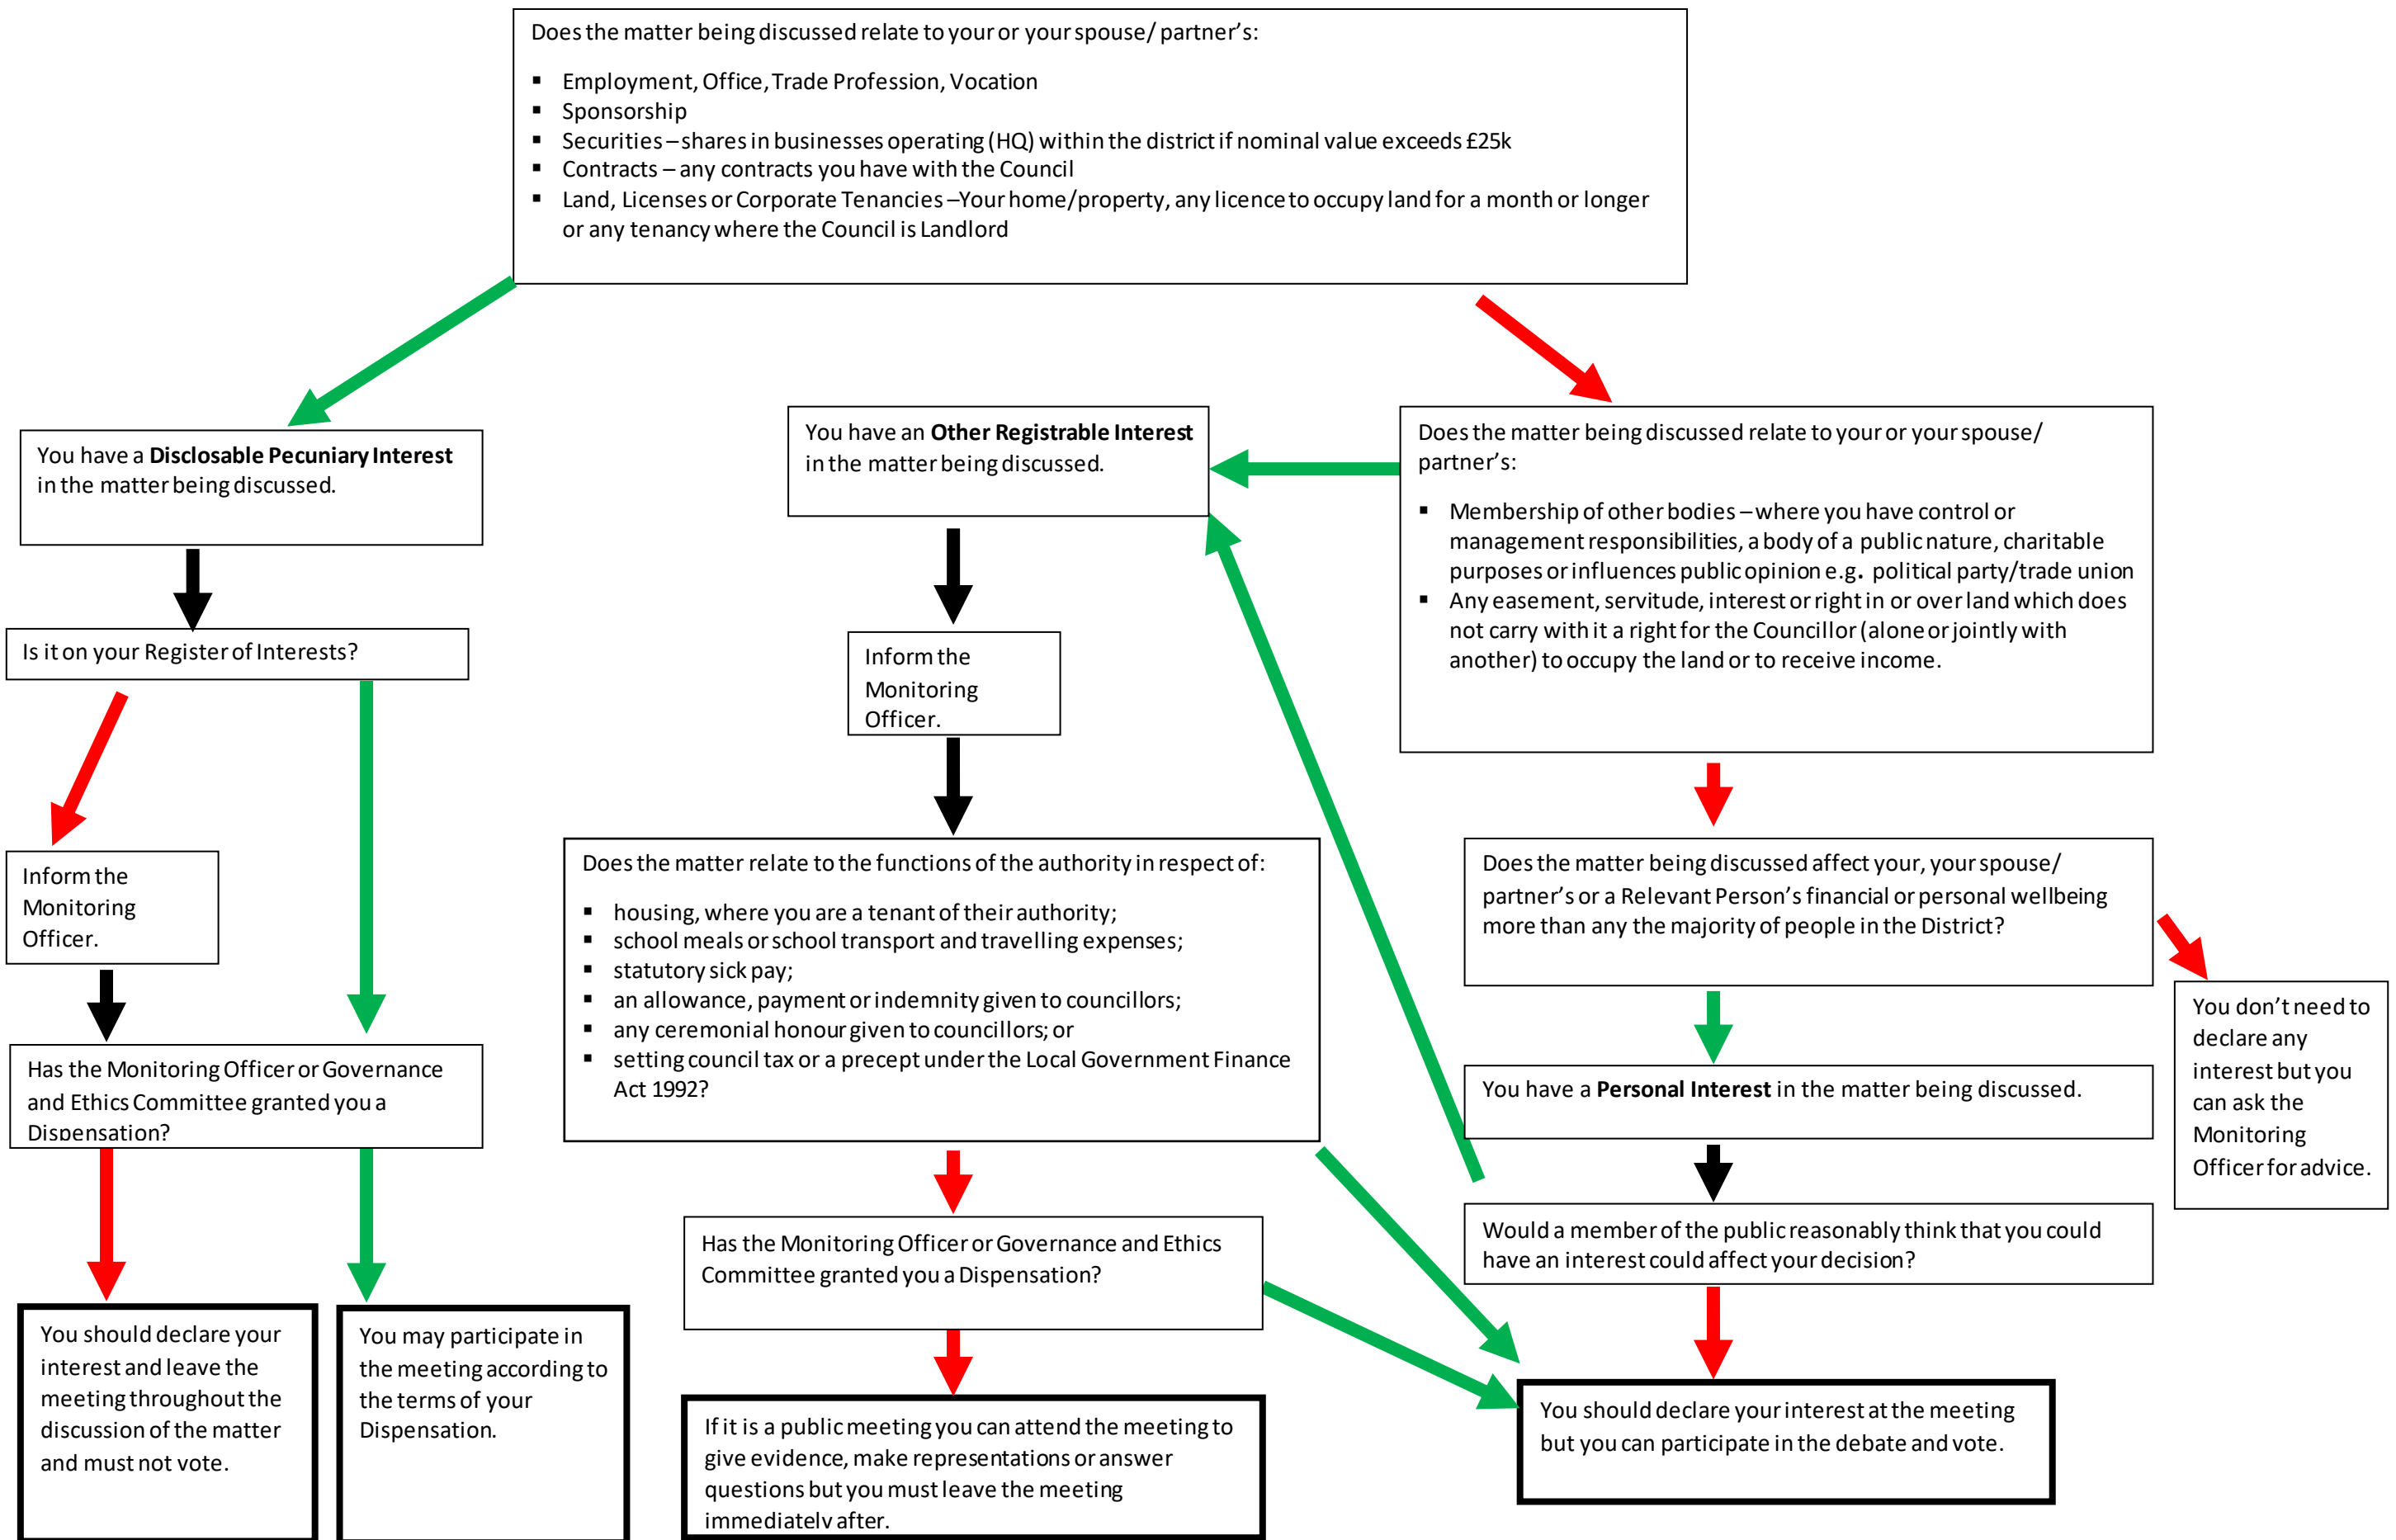 Does the matter being discussed relate to your or your spouse/ partner's:
▪ Employment, Office, Trade Profession, Vocation
▪ Sponsorship
▪ Securities – shares in businesses operating (HQ) within the district if nominal value exceeds £25k
▪ Contracts – any contracts you have with the Council
▪ Land, Licenses or Corporate Tenancies –Your home/property, any licence to occupy land for a month or longer
or any tenancy where the Council is Landlord
You have a Disclosable Pecuniary Interest
in the matter being discussed.
Is it on your Register of Interests?
Inform the
Monitoring
Officer.
Has the Monitoring Officer or Governance
and Ethics Committee granted you a
Dispensation?
You should declare your
interest and leave the
meeting throughout the
discussion of the matter
and must not vote.
You may participate in
the meeting according to
the terms of your
Dispensation.
You have an Other Registrable Interest
in the matter being discussed.
Inform the
Monitoring
Officer.
Does the matter relate to the functions of the authority in respect of:
▪ housing, where you are a tenant of their authority;
▪ school meals or school transport and travelling expenses;
▪ statutory sick pay;
▪ an allowance, payment or indemnity given to councillors;
▪ any ceremonial honour given to councillors; or
▪ setting council tax or a precept under the Local Government Finance
Act 1992?
Has the Monitoring Officer or Governance and Ethics
Committee granted you a Dispensation?
If it is a public meeting you can attend the meeting to
give evidence, make representations or answer
questions but you must leave the meeting
immediately after.
Does the matter being discussed relate to your or your spouse/
partner's:
▪ Membership of other bodies – where you have control or
management responsibilities, a body of a public nature, charitable
purposes or influences public opinion e.g. political party/trade union
▪ Any easement, servitude, interest or right in or over land which does
not carry with it a right for the Councillor (alone or jointly with
another) to occupy the land or to receive income.
Does the matter being discussed affect your, your spouse/
partner's or a Relevant Person's financial or personal wellbeing
more than any the majority of people in the District?
You don't need to
declare any
interest but you
can ask the
Monitoring
Officer for advice.
You have a Personal Interest in the matter being discussed.
Would a member of the public reasonably think that you could
have an interest could affect your decision?
You should declare your interest at the meeting
but you can participate in the debate and vote.